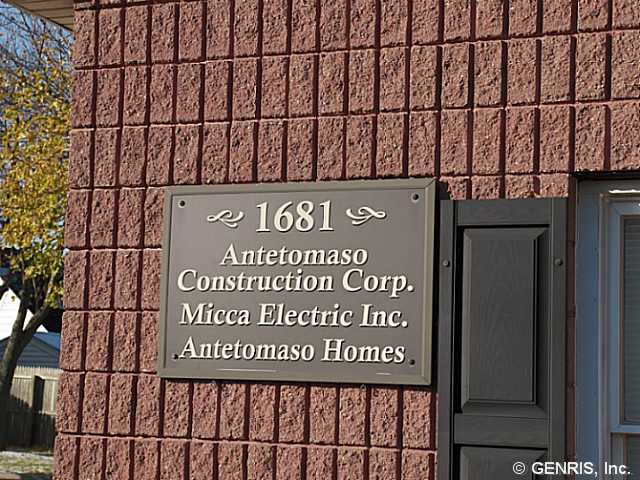 1681
Antetomaso
Construction Corp.
Micca Electric Inc.
Antetomaso Homes
© GENRIS, Inc.